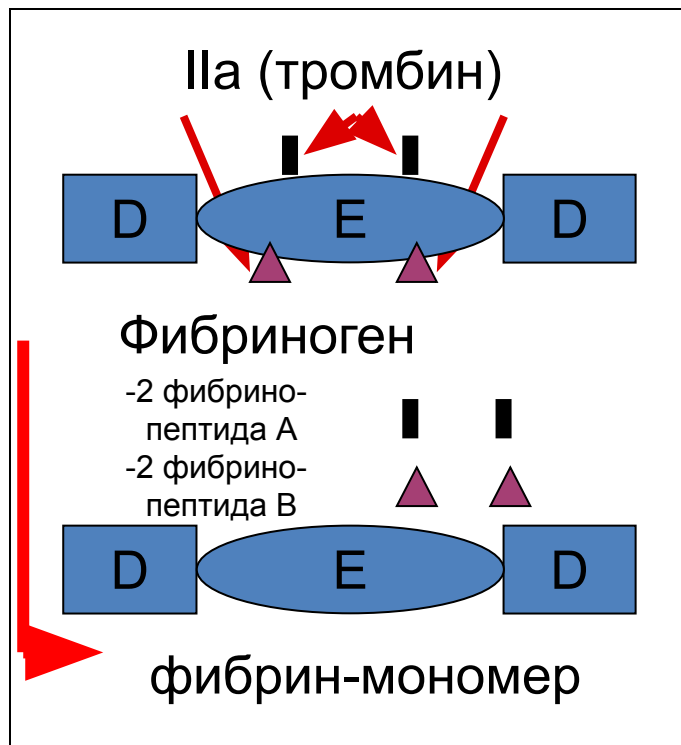 IIa (тромбин)
D E D
Фибриноген
-2 фибрино-
пептида А
-2 фибрино-
пептида В
D E D
фибрин-мономер